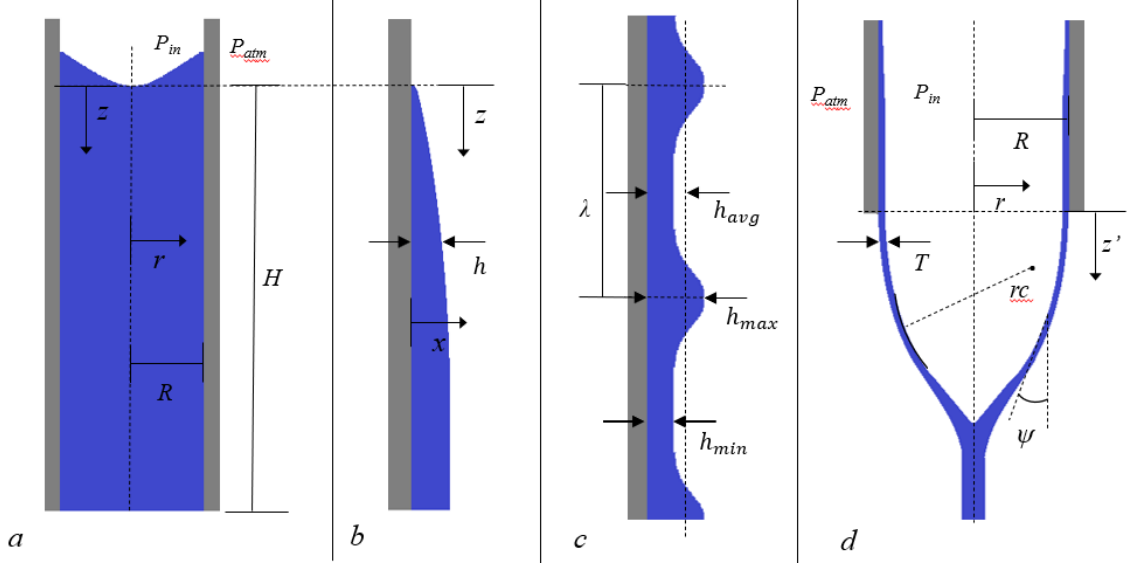 P_in
P_atm
z
r
H
R
a
z
h
x
b
λ
h_avg
h_max
h_min
c
P_atm
P_in
R
r
z’
T
rc
ψ
d